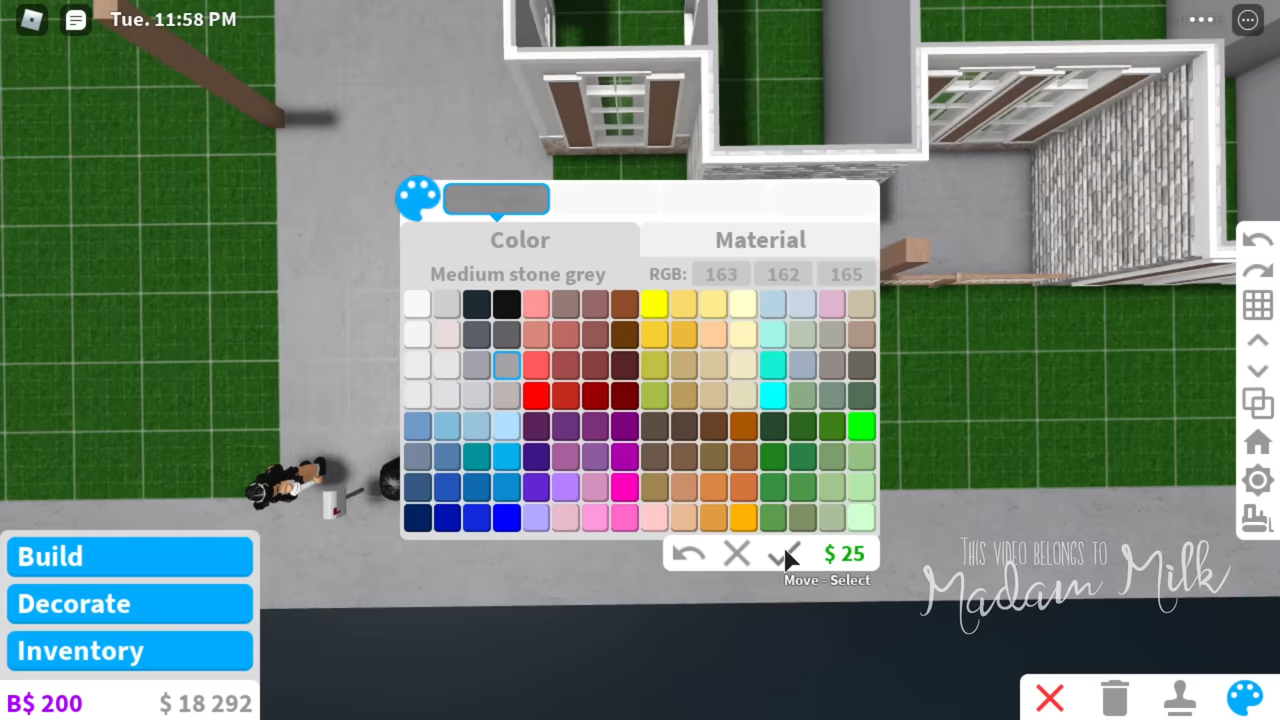 Tue. 11:58 PM
Color
Material
Medium stone grey
RGB: 163 162 165
$ 25
Move - Select
THIS VIDEO BELONGS TO
Madam Milk
Build
Decorate
Inventory
B$ 200
$ 18 292